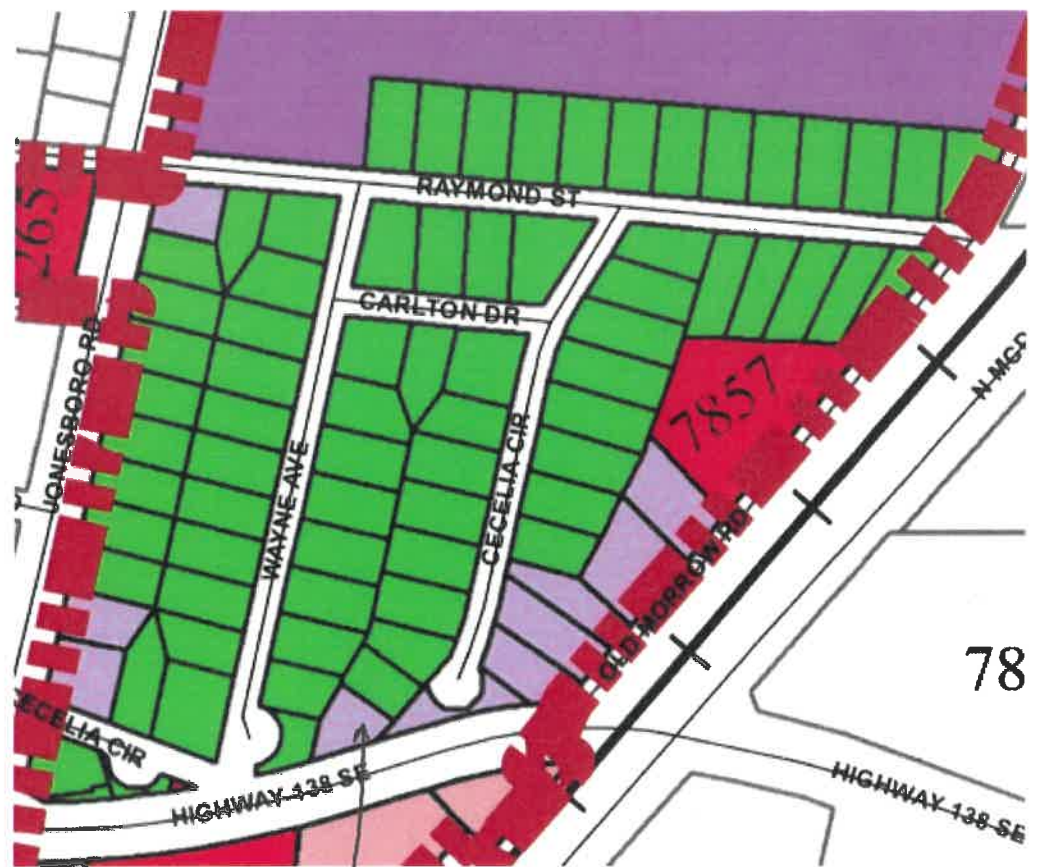 RAYMOND ST
265
CARLTON DR
JONESBORO RD
7857
WAYNE AVE
CECELIA CIR
OLD MORROW RD
78
CECELIA CIR
HIGHWAY 138 SE
HIGHWAY 138 SE